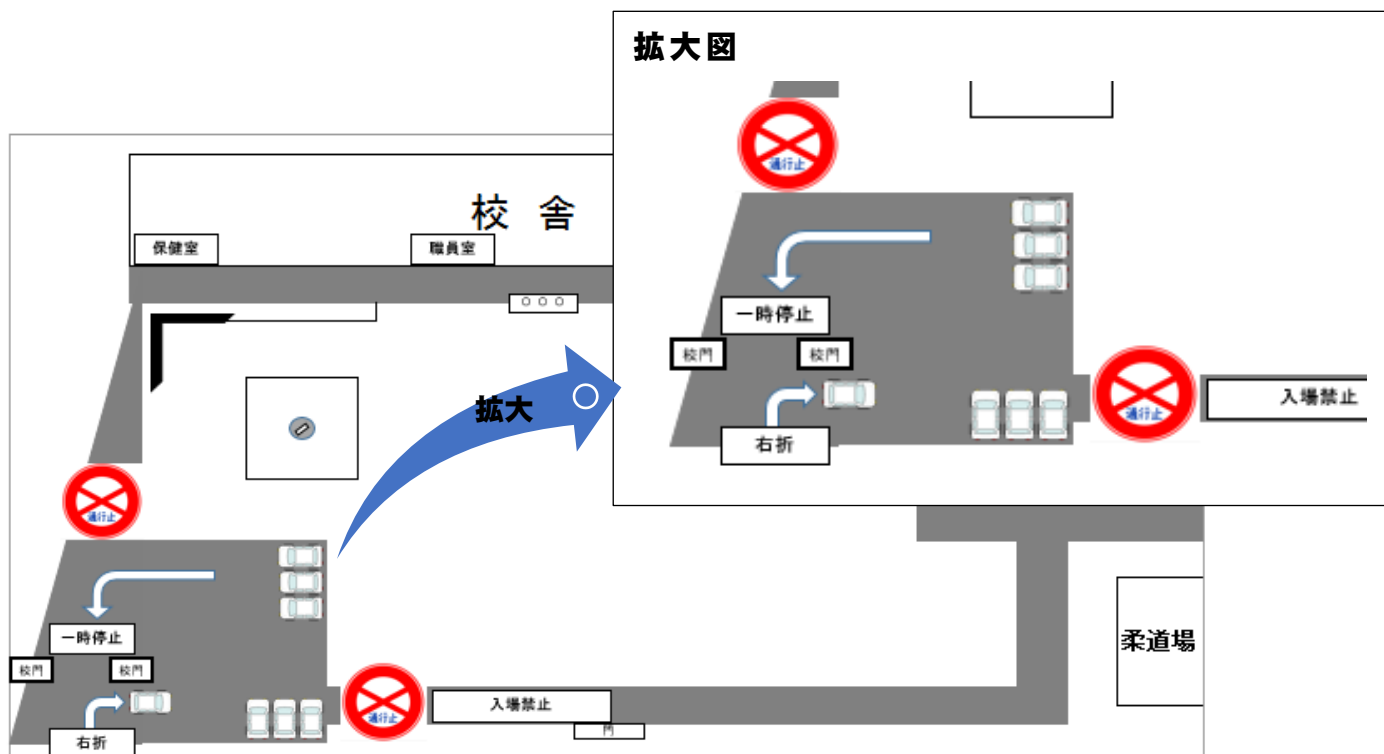 拡大図
通行止
一時停止
校門
校門
通行止
入場禁止
右折
校 舎
保健室
職員室
拡大
通行止
一時停止
校門
校門
柔道場
通行止
入場禁止
門
右折